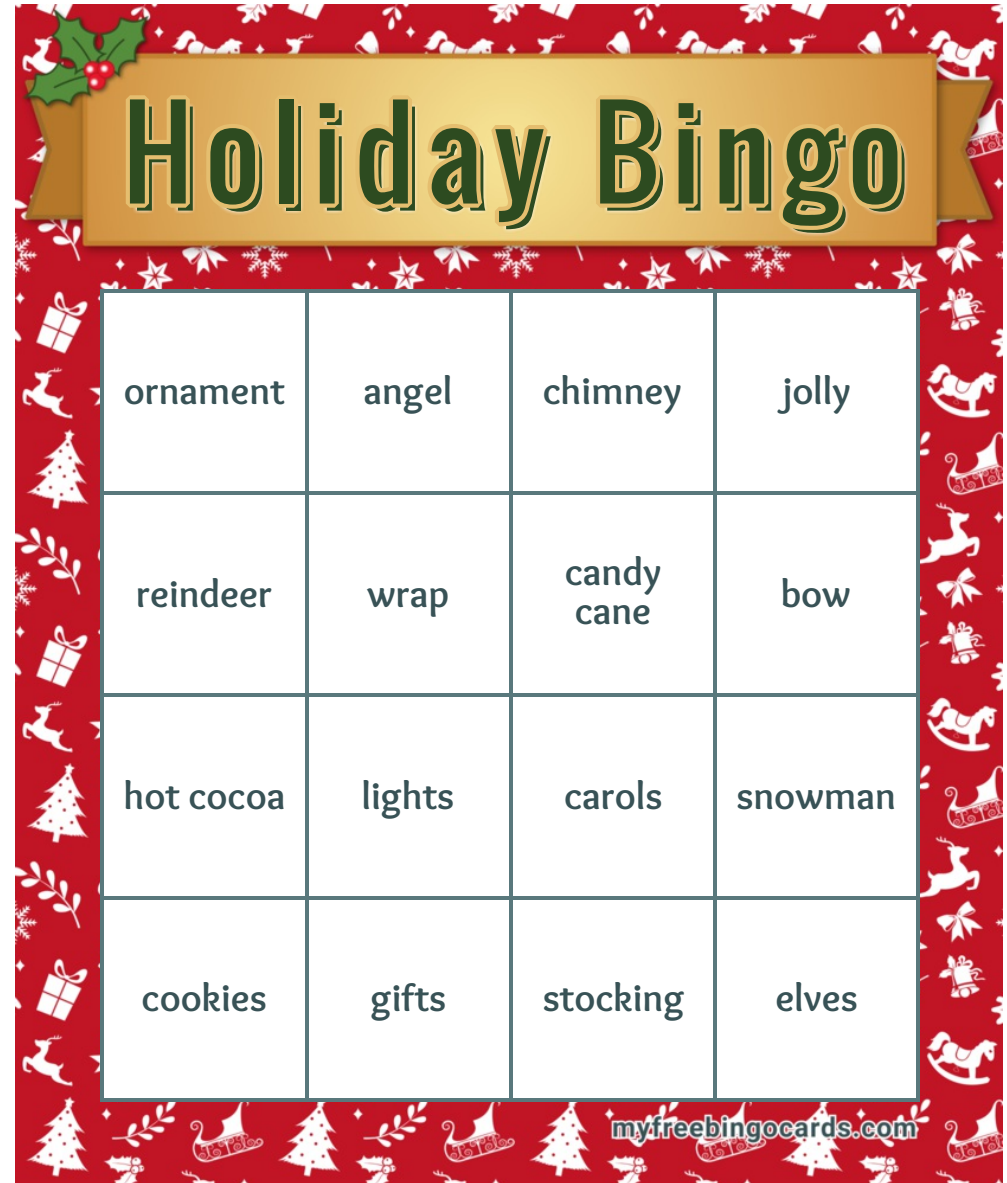 Holiday Bingo
ornament angel chimney jolly
reindeer wrap candy cane bow
hot cocoa lights carols snowman
cookies gifts stocking elves
myfreebingocards.com